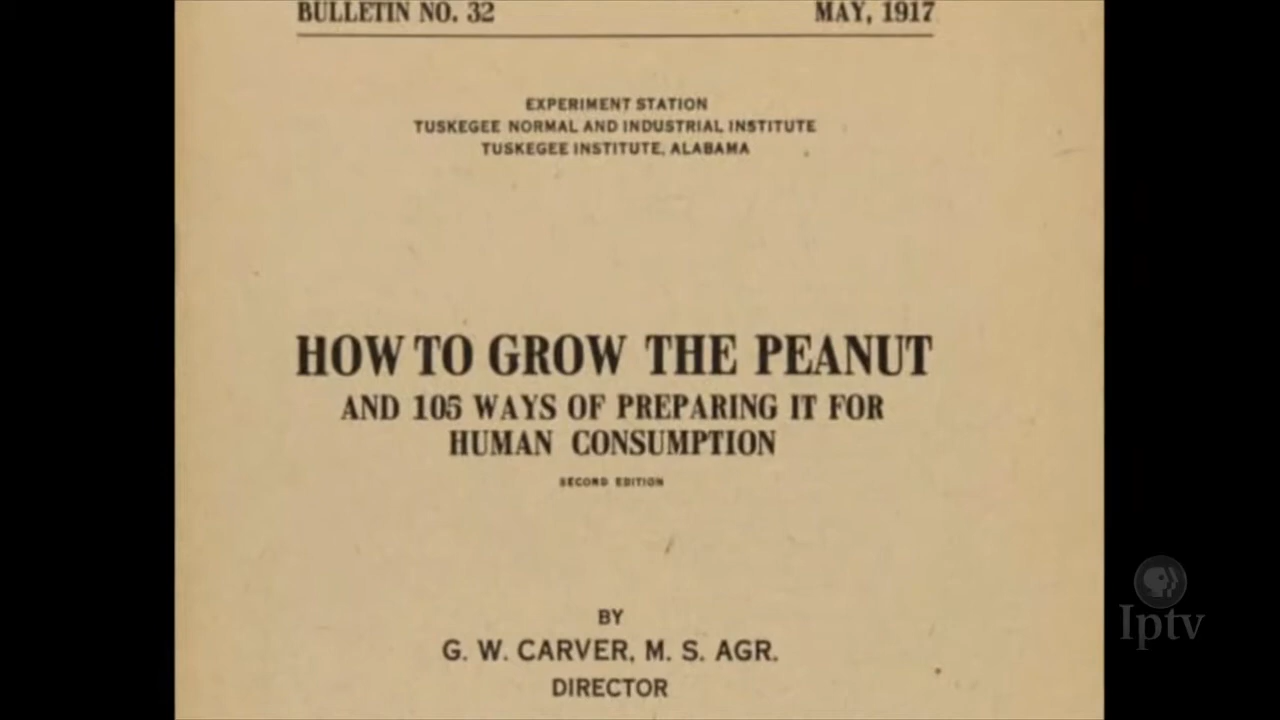 BULLETIN NO. 32 MAY, 1917
EXPERIMENT STATION
TUSKEGEE NORMAL AND INDUSTRIAL INSTITUTE
TUSKEGEE INSTITUTE, ALABAMA
HOW TO GROW THE PEANUT
AND 105 WAYS OF PREPARING IT FOR
HUMAN CONSUMPTION
SECOND EDITION
BY
G. W. CARVER, M. S. AGR.
DIRECTOR
Iptv